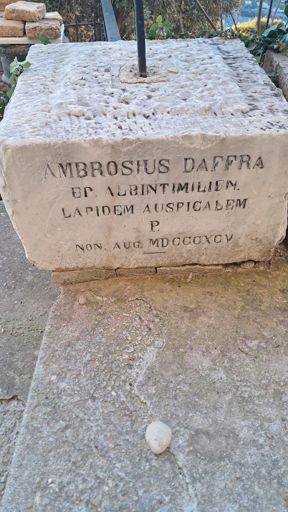 AMBROSIUS DAFFRA
EP. ALBINTIMILIEN.
LAPIDEM AUSPICALEM
P.
NON. AUG. MDCCCXCV